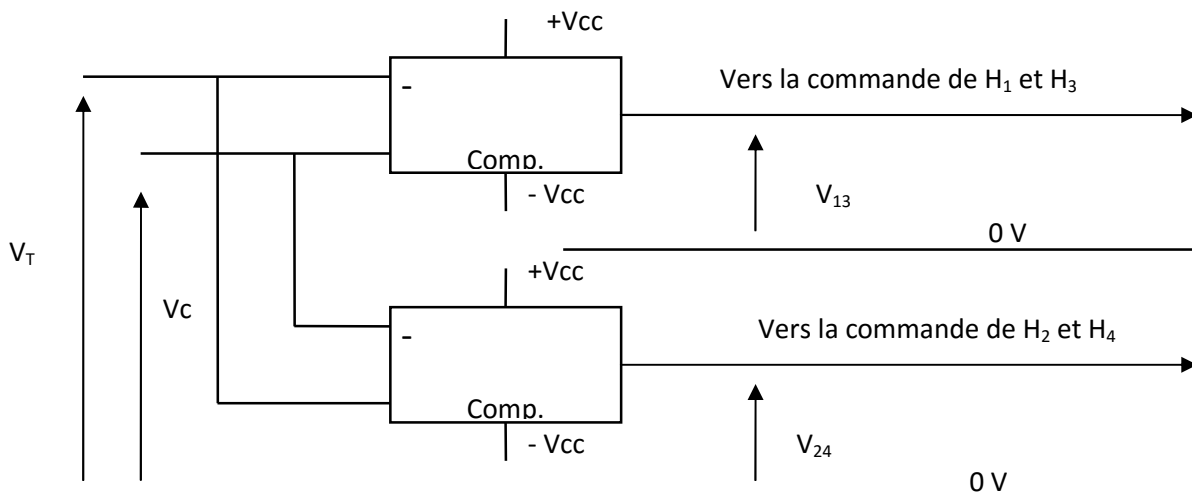 +Vcc
Vers la commande de H₁ et H₃
-
Comp.
- Vcc
V₁₃
0 V
V_T
+Vcc
Vc
Vers la commande de H₂ et H₄
-
Comp.
- Vcc
V₂₄
0 V